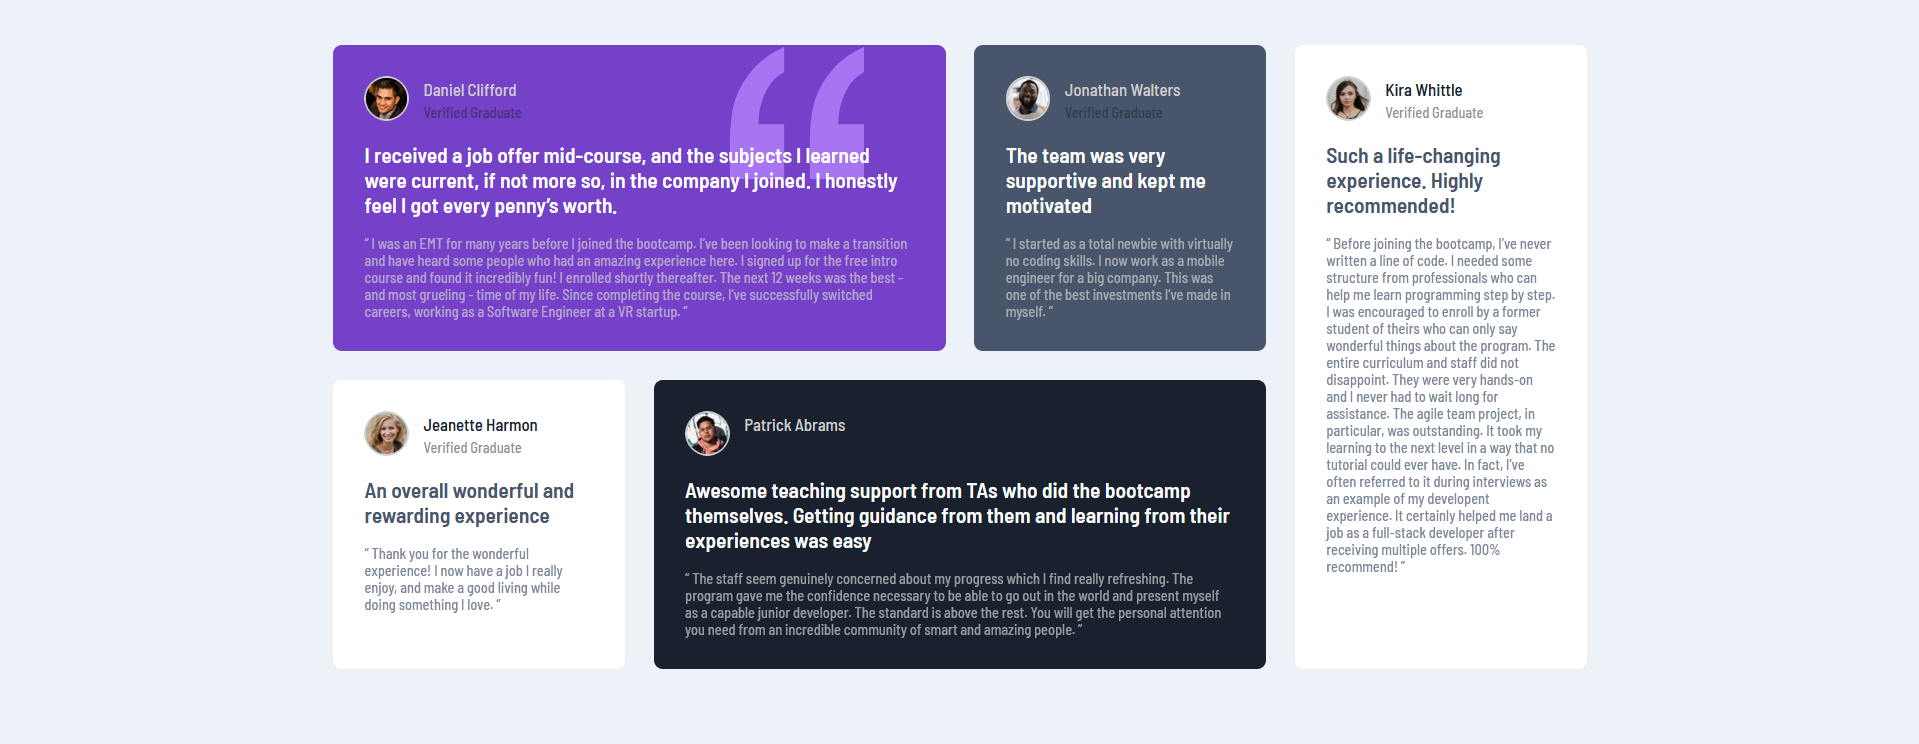 Daniel Clifford
Verified Graduate
I received a job offer mid-course, and the subjects I learned
were current, if not more so, in the company I joined. I honestly
feel I got every penny’s worth.
“ I was an EMT for many years before I joined the bootcamp. I’ve been looking to make a transition
and have heard some people who had an amazing experience here. I signed up for the free intro
course and found it incredibly fun! I enrolled shortly thereafter. The next 12 weeks was the best -
and most grueling - time of my life. Since completing the course, I’ve successfully switched
careers, working as a Software Engineer at a VR startup. ”
Jonathan Walters
Verified Graduate
The team was very
supportive and kept me
motivated
“ I started as a total newbie with virtually
no coding skills. I now work as a mobile
engineer for a big company. This was
one of the best investments I’ve made in
myself. ”
Kira Whittle
Verified Graduate
Such a life-changing
experience. Highly
recommended!
“ Before joining the bootcamp, I’ve never
written a line of code. I needed some
structure from professionals who can
help me learn programming step by step.
I was encouraged to enroll by a former
student of theirs who can only say
wonderful things about the program. The
entire curriculum and staff did not
disappoint. They were very hands-on
and I never had to wait long for
assistance. The agile team project, in
particular, was outstanding. It took my
learning to the next level in a way that no
tutorial could ever have. In fact, I’ve
often referred to it during interviews as
an example of my developent
experience. It certainly helped me land a
job as a full-stack developer after
receiving multiple offers. 100%
recommend! ”
Jeanette Harmon
Verified Graduate
An overall wonderful and
rewarding experience
“ Thank you for the wonderful
experience! I now have a job I really
enjoy, and make a good living while
doing something I love. ”
Patrick Abrams
Awesome teaching support from TAs who did the bootcamp
themselves. Getting guidance from them and learning from their
experiences was easy
“ The staff seem genuinely concerned about my progress which I find really refreshing. The
program gave me the confidence necessary to be able to go out in the world and present myself
as a capable junior developer. The standard is above the rest. You will get the personal attention
you need from an incredible community of smart and amazing people. ”